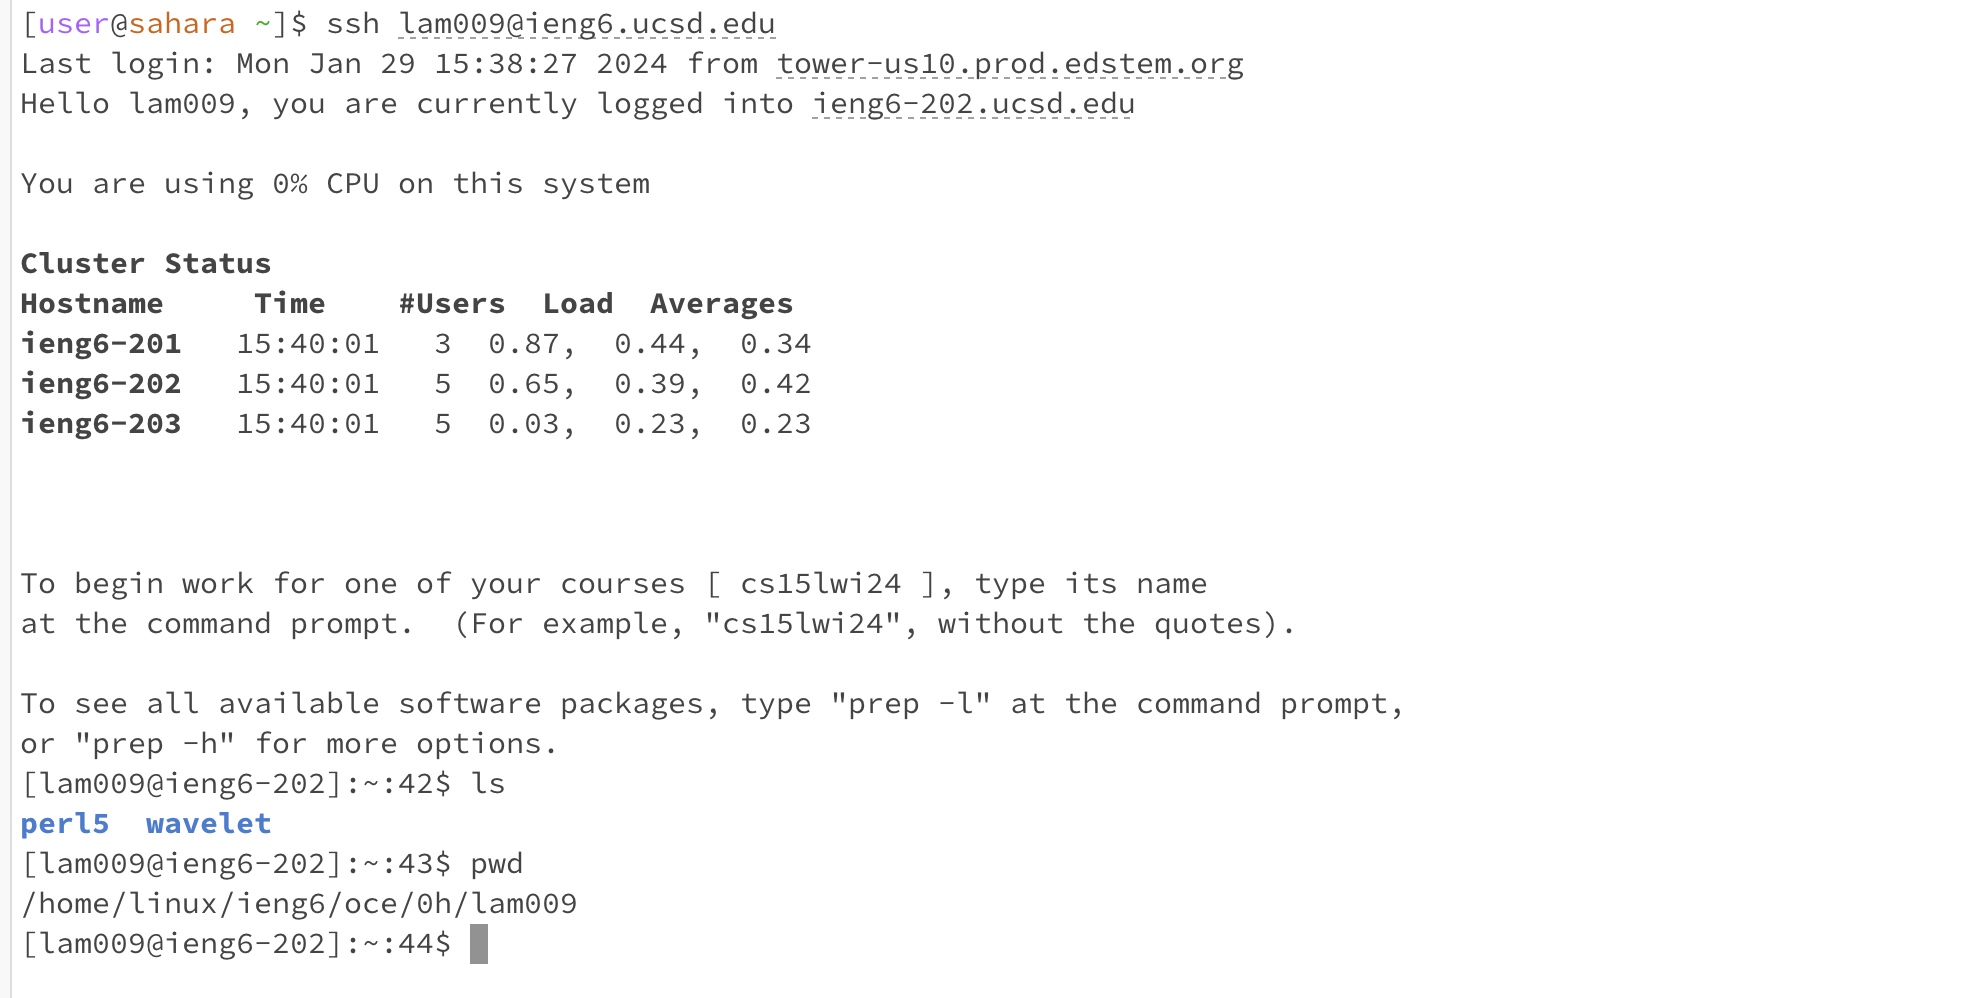 [user@sahara ~]$ ssh lam009@ieng6.ucsd.edu
Last login: Mon Jan 29 15:38:27 2024 from tower-us10.prod.edstem.org
Hello lam009, you are currently logged into ieng6-202.ucsd.edu
You are using 0% CPU on this system
Cluster Status
Hostname     Time    #Users  Load  Averages
ieng6-201   15:40:01   3  0.87,  0.44,  0.34
ieng6-202   15:40:01   5  0.65,  0.39,  0.42
ieng6-203   15:40:01   5  0.03,  0.23,  0.23
To begin work for one of your courses [ cs15lwi24 ], type its name
at the command prompt.  (For example, "cs15lwi24", without the quotes).
To see all available software packages, type "prep -l" at the command prompt,
or "prep -h" for more options.
[lam009@ieng6-202]:~:42$ ls
perl5  wavelet
[lam009@ieng6-202]:~:43$ pwd
/home/linux/ieng6/oce/0h/lam009
[lam009@ieng6-202]:~:44$